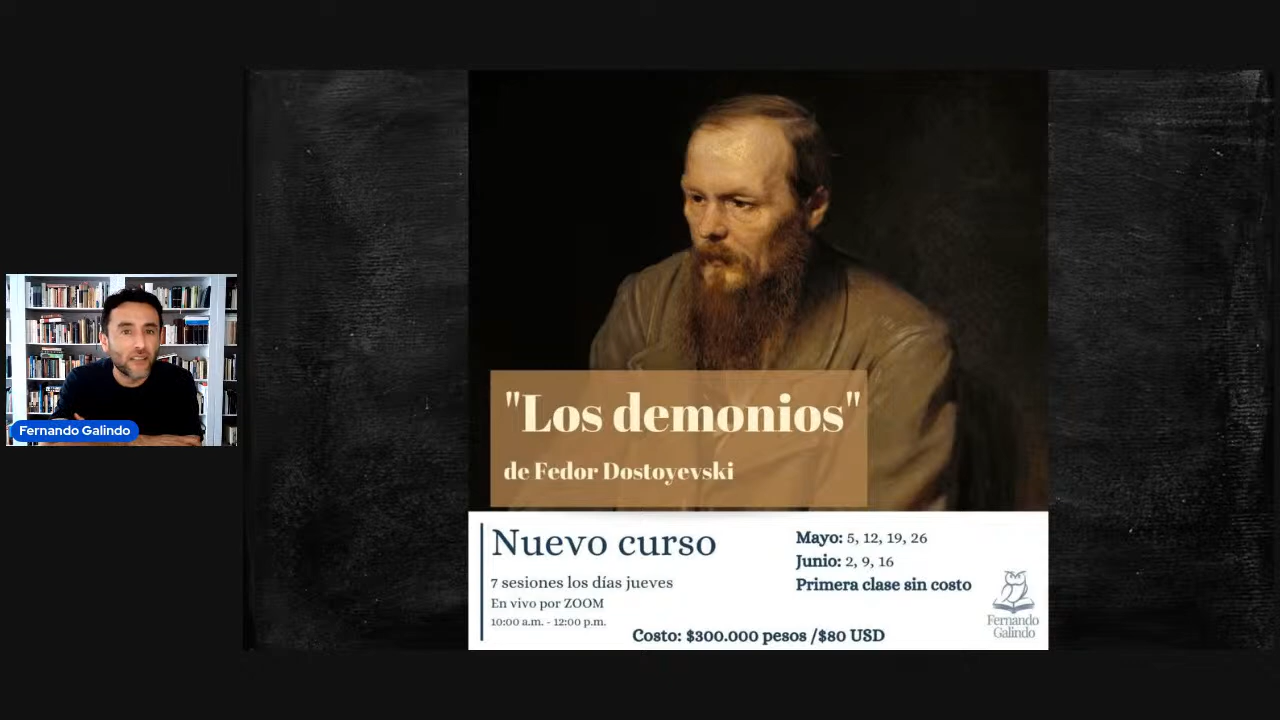 Fernando Galindo
"Los demonios"
de Fedor Dostoyevski
Nuevo curso
7 sesiones los días jueves
En vivo por ZOOM
10:00 a.m. - 12:00 p.m.
Mayo: 5, 12, 19, 26
Junio: 2, 9, 16
Primera clase sin costo
Costo: $300.000 pesos /$80 USD
Fernando
Galindo